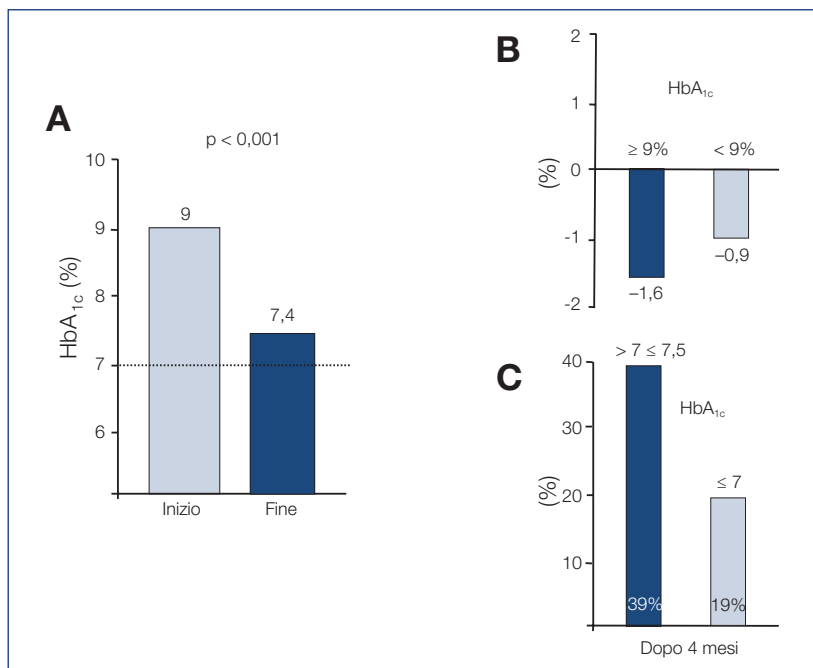 A
p < 0,001
HbA1c (%)
10
9
8
7
6
9
7,4
Inizio
Fine
B
HbA1c
(%)
2
1
0
-1
-2
≥ 9%
< 9%
–1,6
–0,9
C
HbA1c
(%)
40
30
20
10
> 7 ≤ 7,5
≤ 7
39%
19%
Dopo 4 mesi